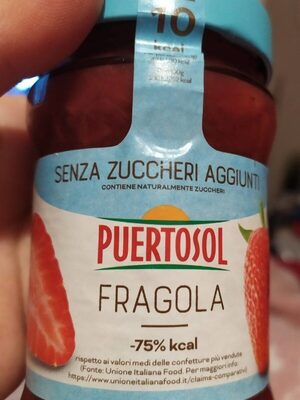 10
kcal
SENZA ZUCCHERI AGGIUNTI
CONTIENE NATURALMENTE ZUCCHERI
PUERTOSOL
FRAGOLA
-75% kcal
rispetto ai valori medi delle confetture più vendute
(Fonte: Unione Italiana Food. Per maggiori info:
https://www.unioneitalianafood.it/claims-comparativi